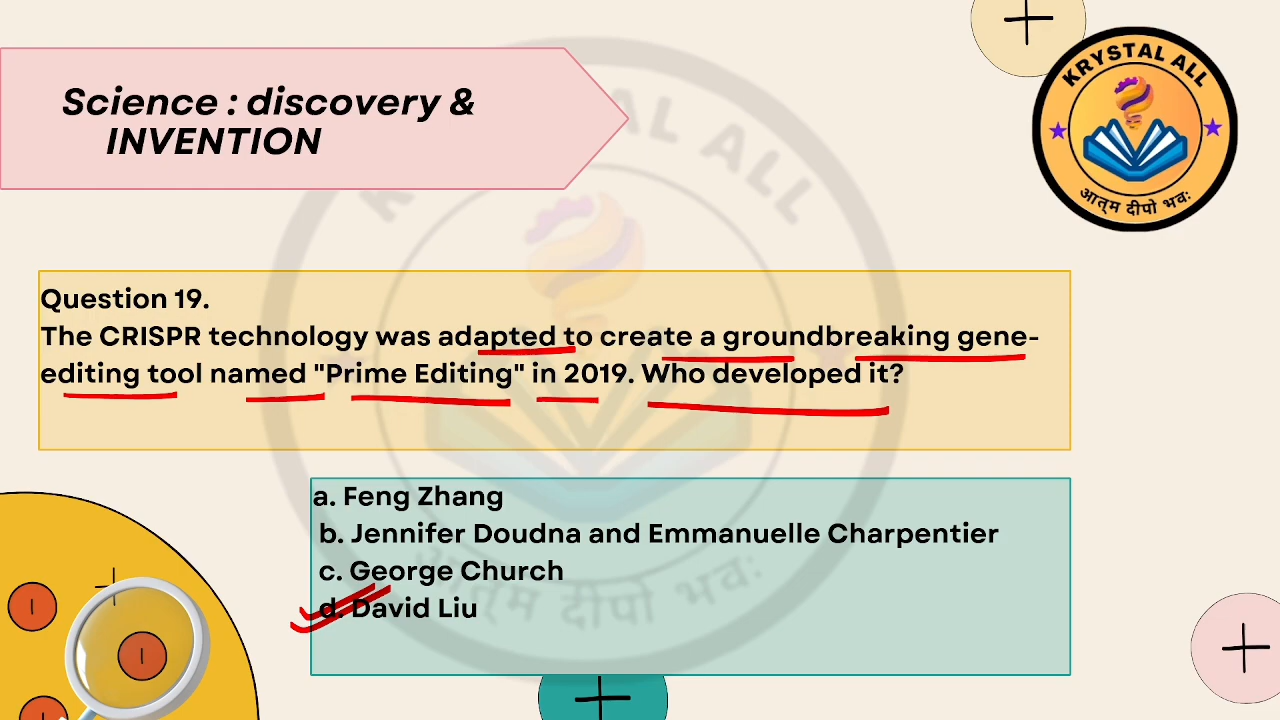 Science : discovery &
INVENTION
KRYSTAL ALL
आत्म दीपो भवः
Question 19.
The CRISPR technology was adapted to create a groundbreaking gene-
editing tool named "Prime Editing" in 2019. Who developed it?
a. Feng Zhang
b. Jennifer Doudna and Emmanuelle Charpentier
c. George Church
d. David Liu